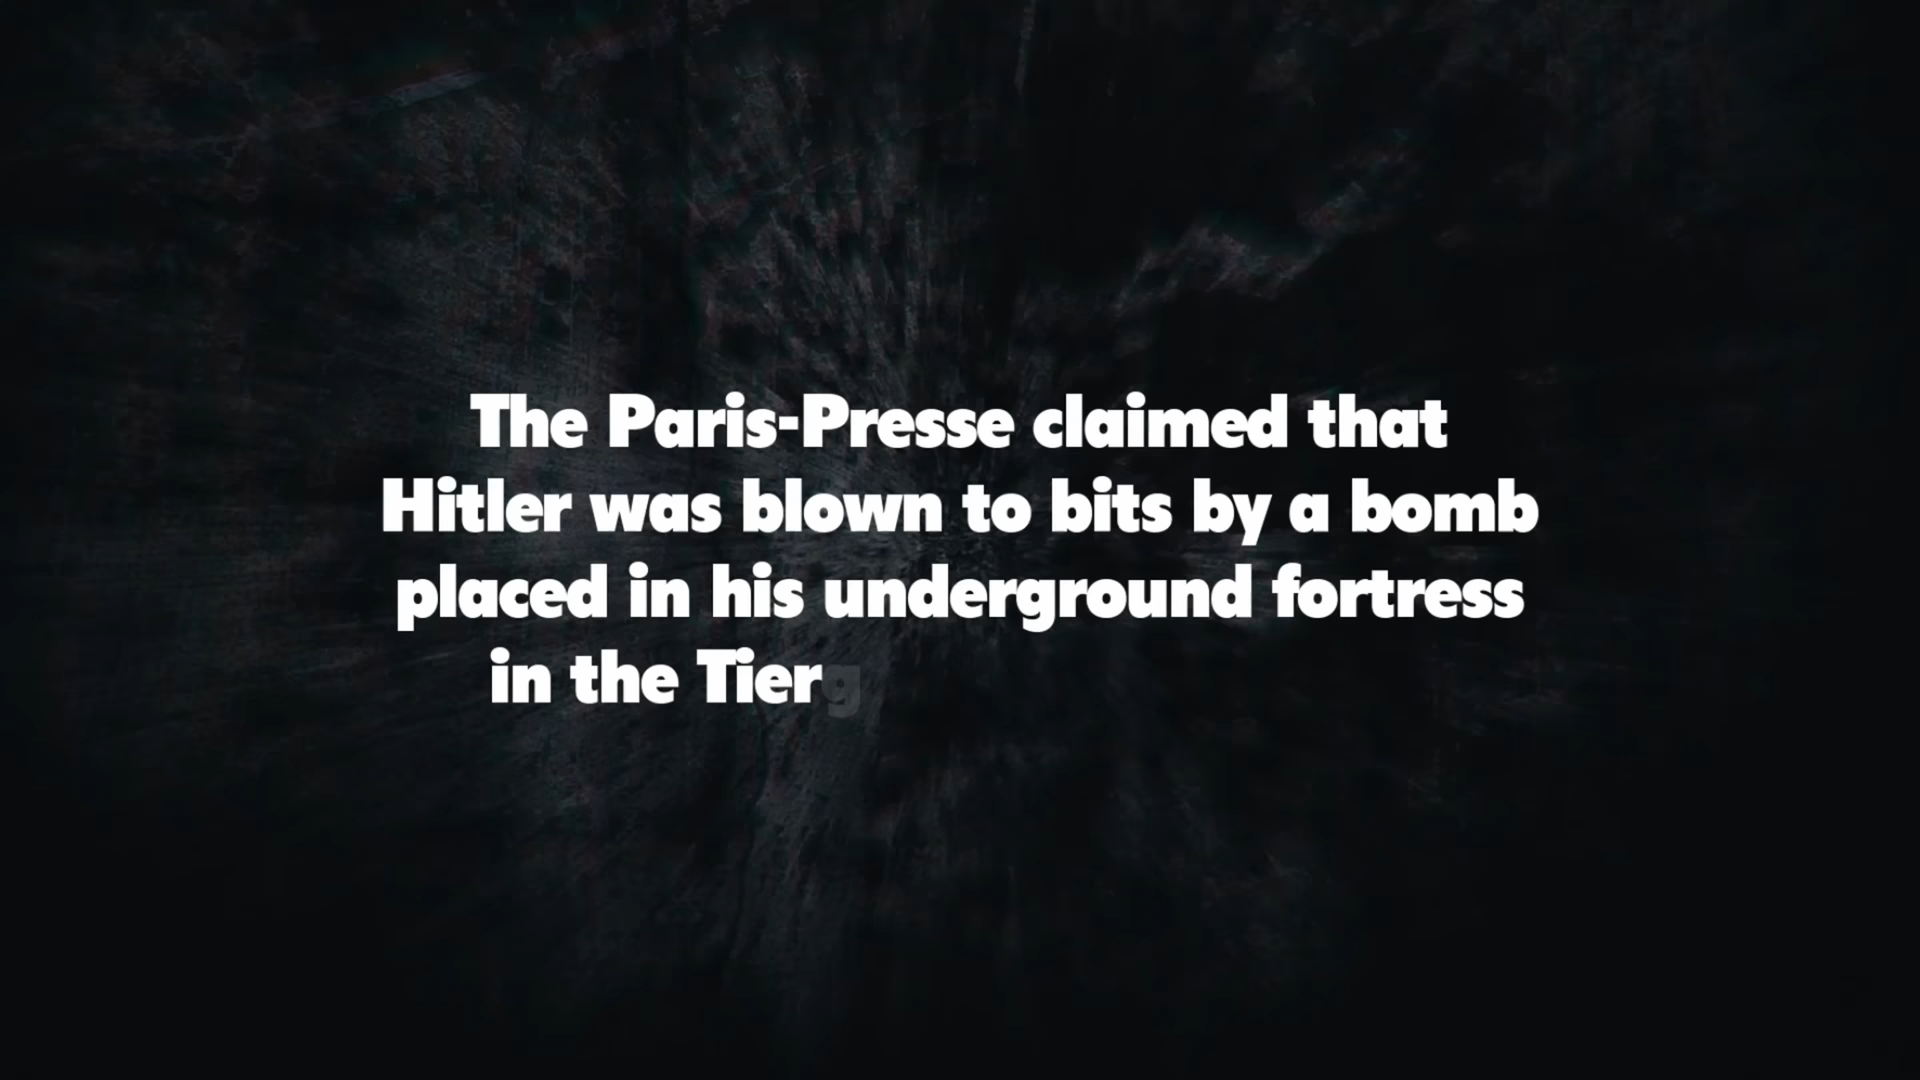 The Paris-Presse claimed that
Hitler was blown to bits by a bomb
placed in his underground fortress
in the Tierg